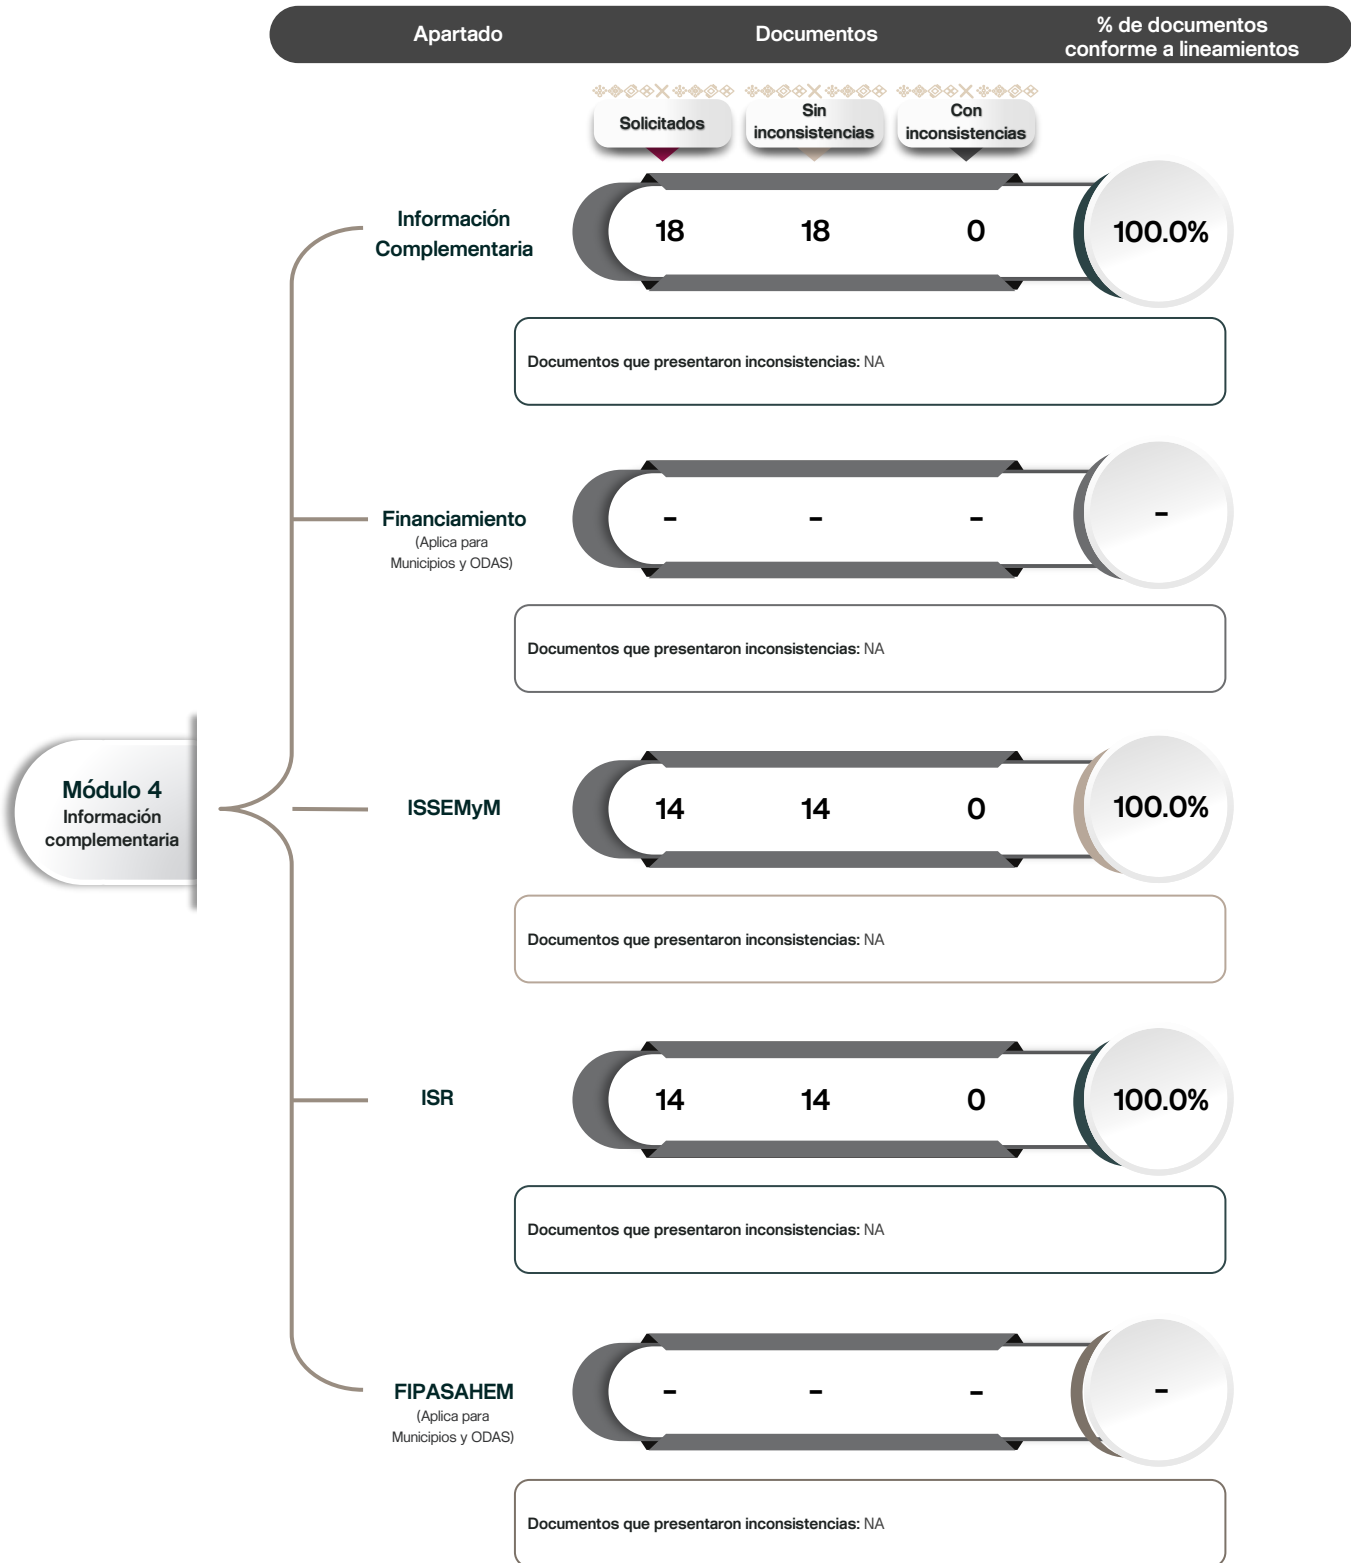 Apartado
Documentos
% de documentos
conforme a lineamientos
Solicitados
Sin
inconsistencias
Con
inconsistencias
Información
Complementaria
18 18 0 100.0%
Documentos que presentaron inconsistencias: NA
Financiamiento
(Aplica para
Municipios y ODAS)
- - - -
Documentos que presentaron inconsistencias: NA
Módulo 4
Información
complementaria
ISSEMyM
14 14 0 100.0%
Documentos que presentaron inconsistencias: NA
ISR
14 14 0 100.0%
Documentos que presentaron inconsistencias: NA
FIPASAHEM
(Aplica para
Municipios y ODAS)
- - - -
Documentos que presentaron inconsistencias: NA